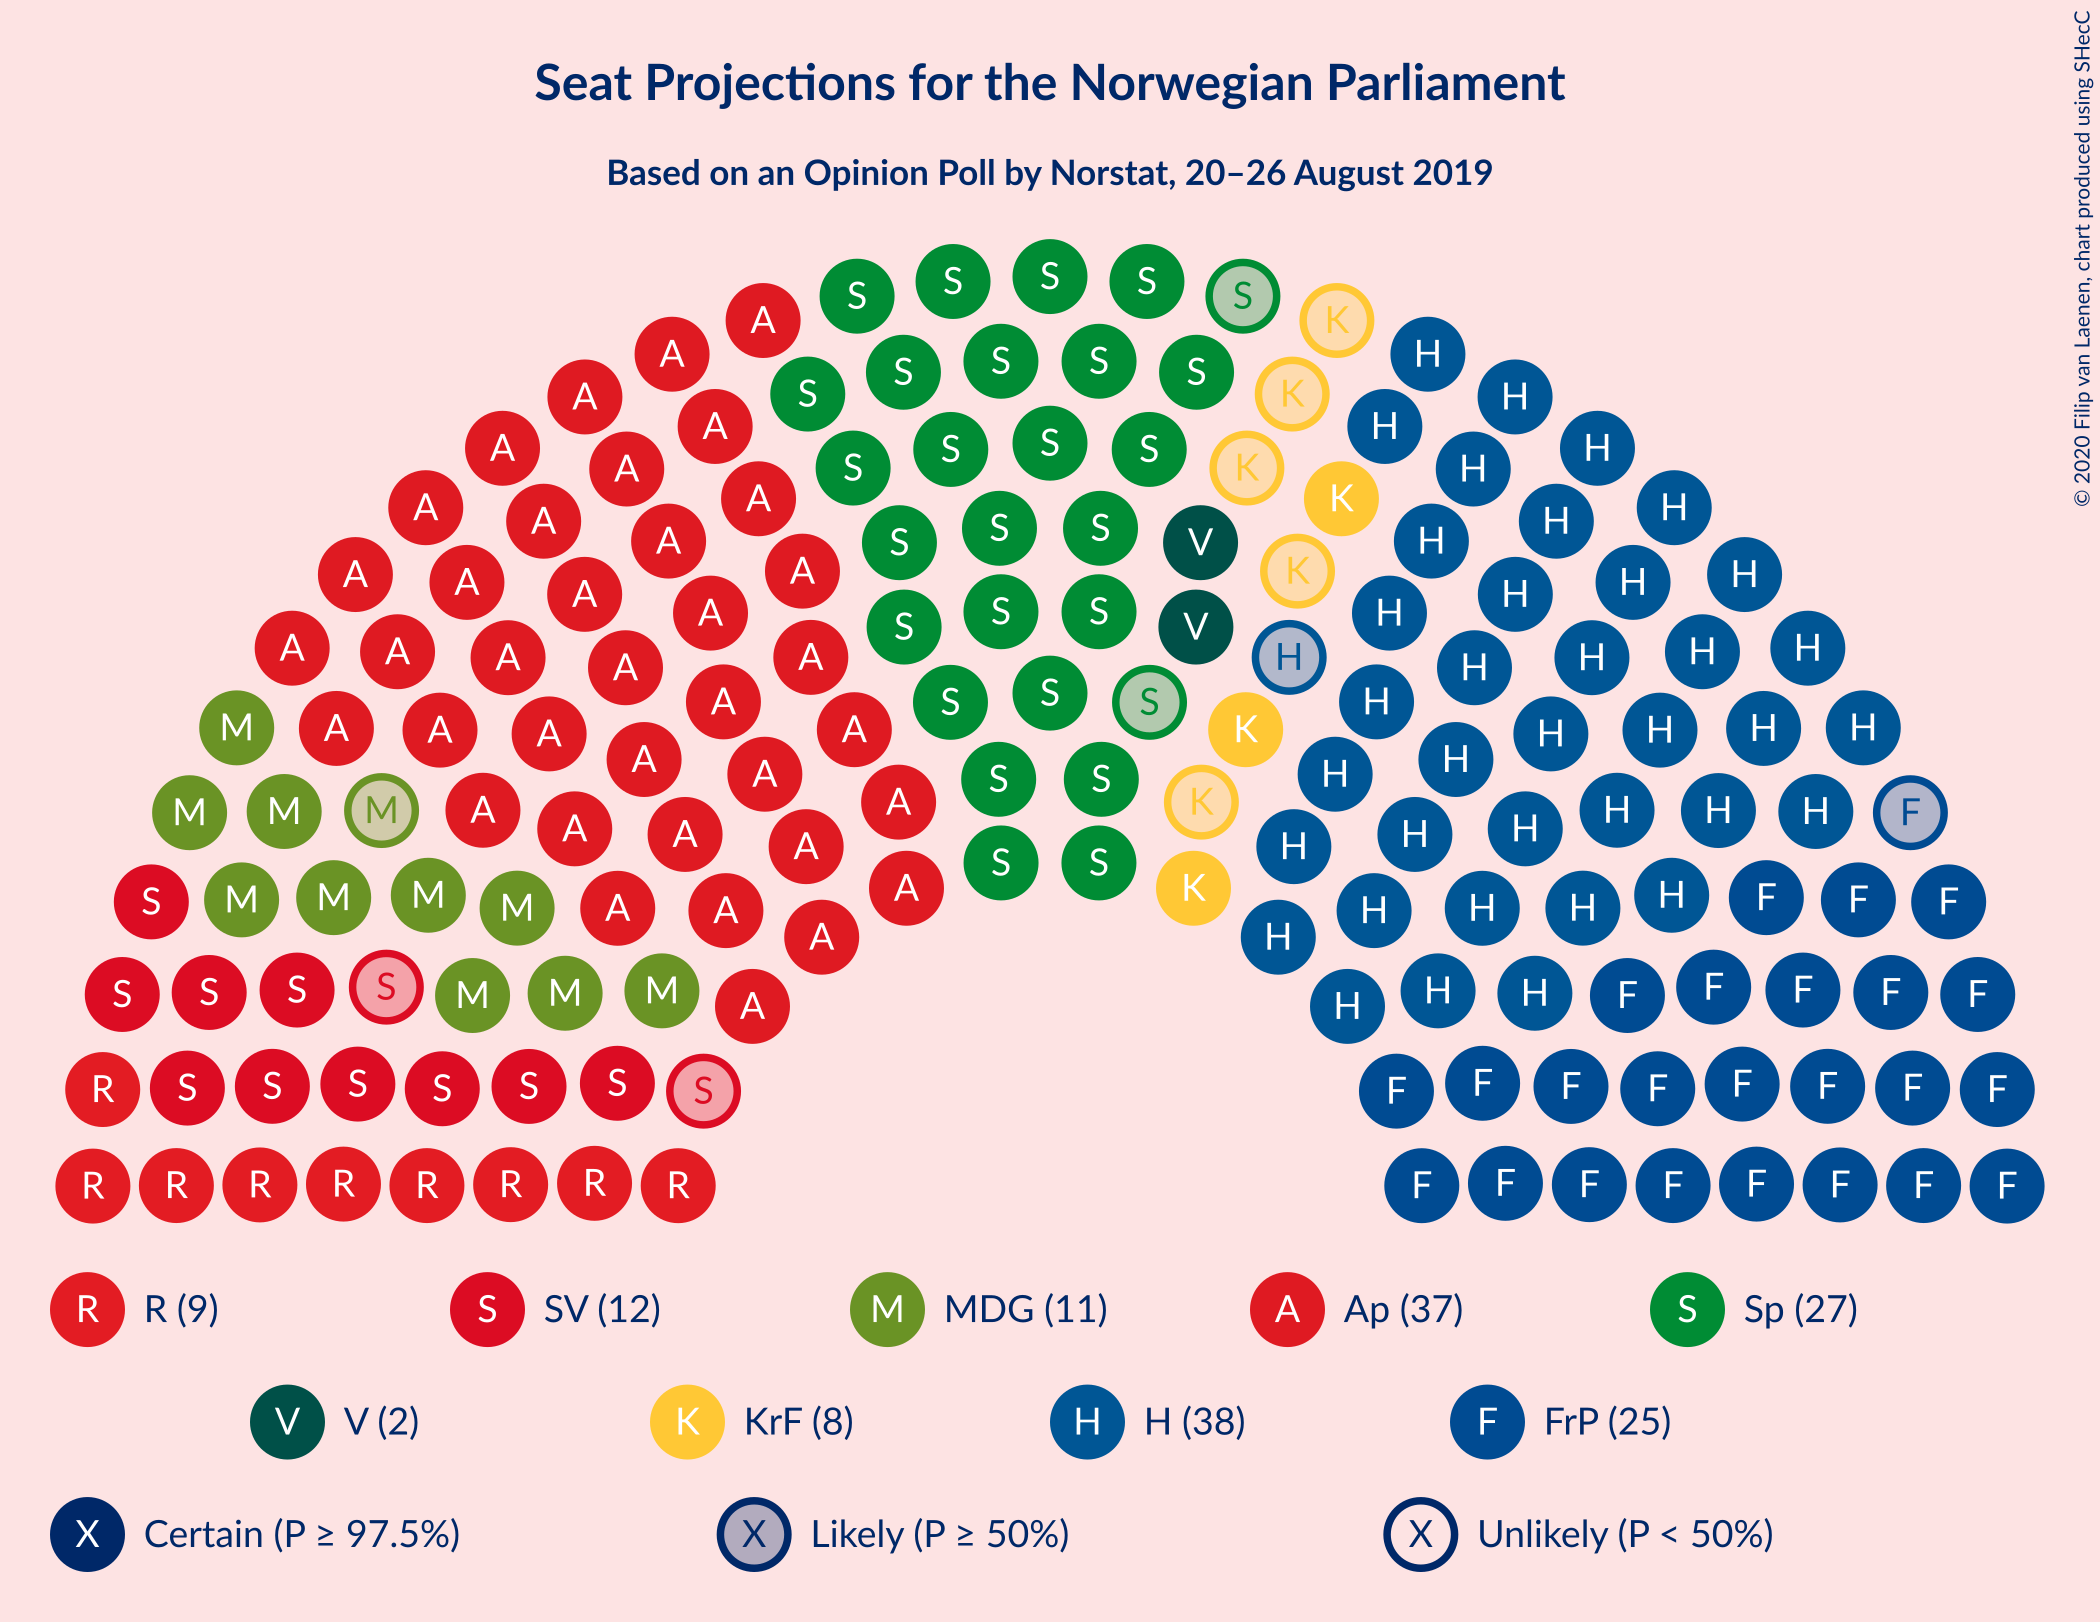 Seat Projections for the Norwegian Parliament
Based on an Opinion Poll by Norstat, 20–26 August 2019
© 2020 Filip van Laenen, chart produced using SHecC
S S S S S K
A A H H
S S S S S K
A A H H
A A H H
S S S S K
A A K H
A A H H
S S S V K
A A H H
A A H H
S S S V
A A H H
A A A A H H H H
S S S K
A A A A H H H H
M A A A A A H H H H H
S S K
M M M A A A A H H H H H H F
S S K
S M M M M A A A H H H H F F F
S S S S M M M A H H H F F F F F
R S S S S S S S F F F F F F F F
R R R R R R R R F F F F F F F F
R R (9) S SV (12) M MDG (11) A Ap (37) S Sp (27)
V V (2) K KrF (8) H H (38) F FrP (25)
X Certain (P ≥ 97.5%) X Likely (P ≥ 50%) X Unlikely (P < 50%)